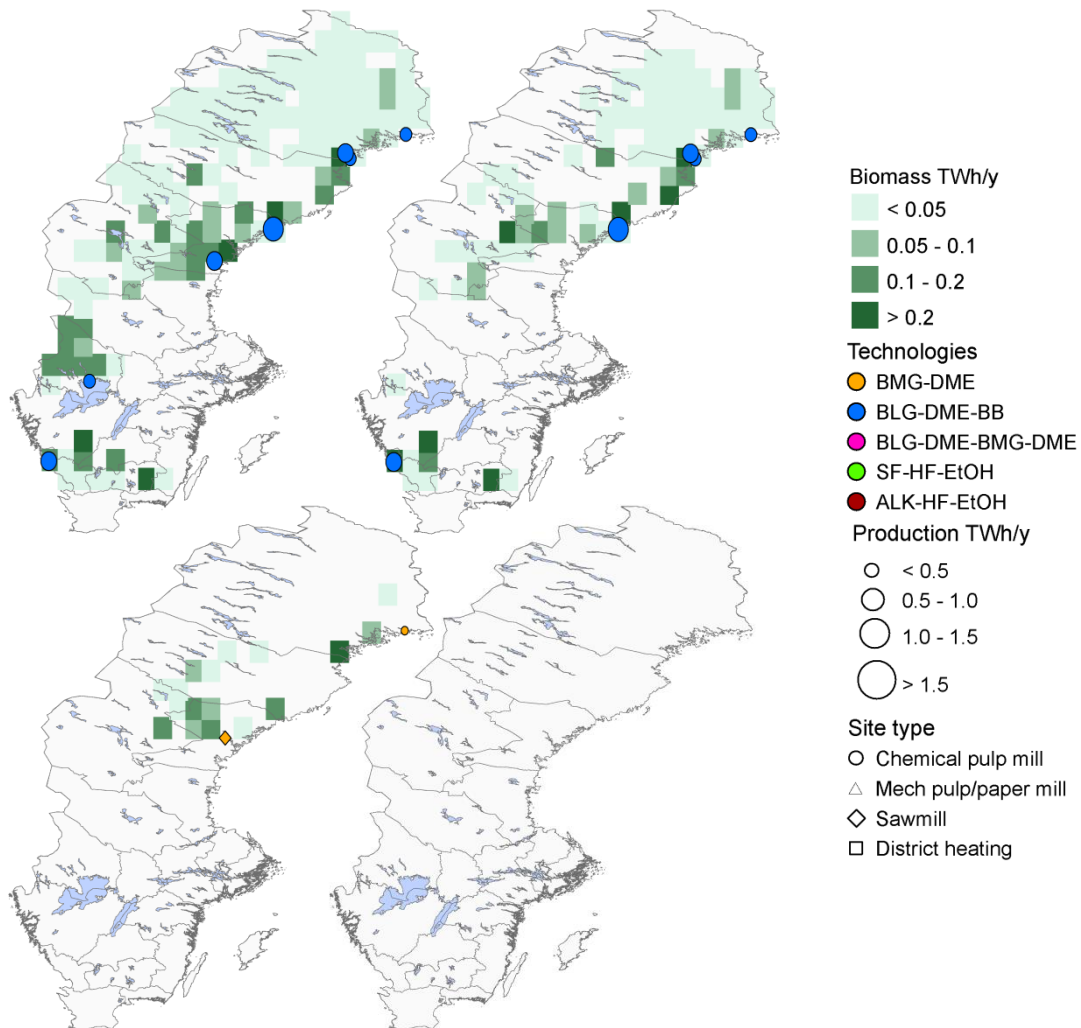 Biomass TWh/y
< 0.05
0.05 - 0.1
0.1 - 0.2
> 0.2
Technologies
BMG-DME
BLG-DME-BB
BLG-DME-BMG-DME
SF-HF-EtOH
ALK-HF-EtOH
Production TWh/y
< 0.5
0.5 - 1.0
1.0 - 1.5
> 1.5
Site type
Chemical pulp mill
Mech pulp/paper mill
Sawmill
District heating